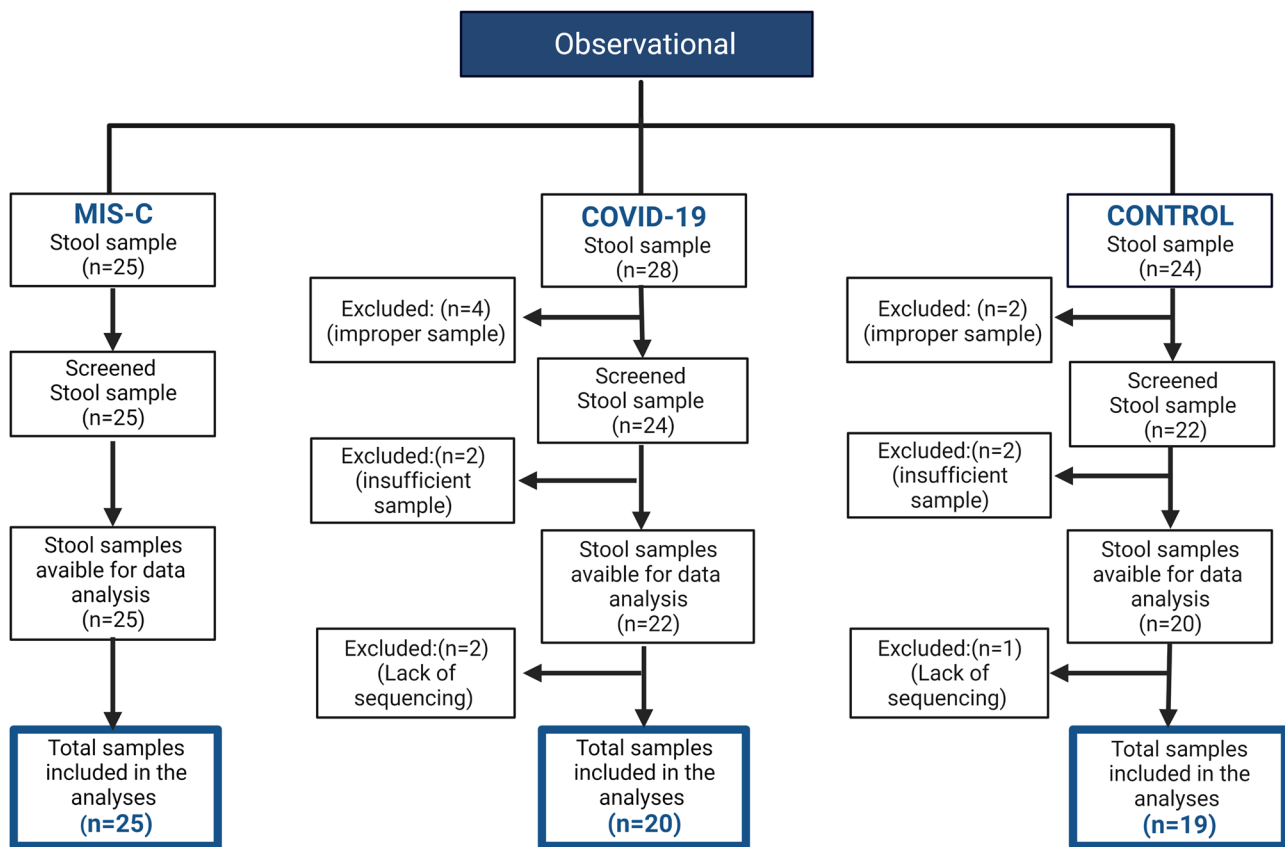 Observational
MIS-C
Stool sample
(n=25)
Screened
Stool sample
(n=25)
Stool samples
avaible for data
analysis
(n=25)
Total samples
included in the
analyses
(n=25)
COVID-19
Stool sample
(n=28)
Excluded: (n=4)
(improper sample)
Screened
Stool sample
(n=24)
Excluded:(n=2)
(insufficient
sample)
Stool samples
avaible for data
analysis
(n=22)
Excluded:(n=2)
(Lack of
sequencing)
Total samples
included in the
analyses
(n=20)
CONTROL
Stool sample
(n=24)
Excluded: (n=2)
(improper sample)
Screened
Stool sample
(n=22)
Excluded:(n=2)
(insufficient
sample)
Stool samples
avaible for data
analysis
(n=20)
Excluded:(n=1)
(Lack of
sequencing)
Total samples
included in the
analyses
(n=19)